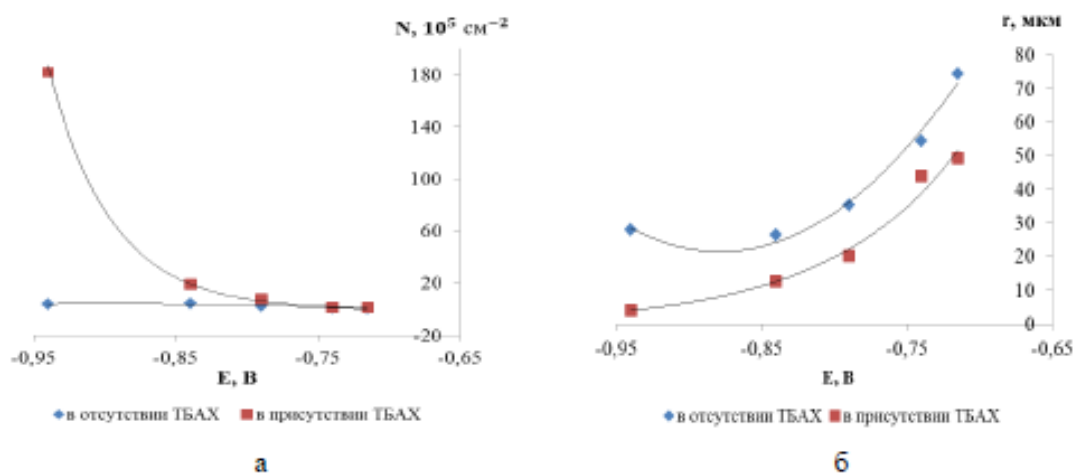 N, 10⁵ см⁻²
180
140
100
60
20
-20
-0,95 -0,85 -0,75 -0,65
E, B
в отсутствии ТБАХ в присутствии ТБАХ
а
r, мкм
80
70
60
50
40
30
20
10
0
-0,95 -0,85 -0,75 -0,65
E, B
в отсутствии ТБАХ в присутствии ТБАХ
б